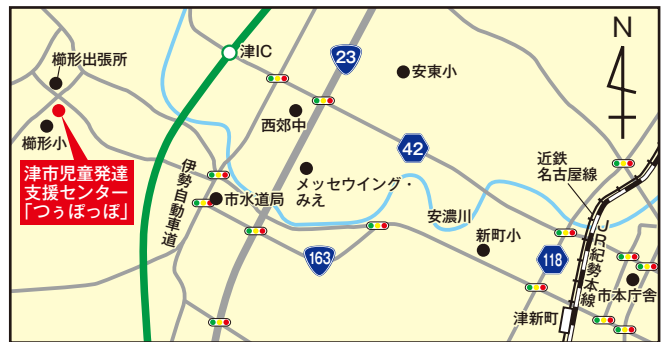 櫛形出張所
櫛形小
津市児童発達
支援センター
「つぅぽっぽ」
津IC
23
安東小
N
西郊中
42
伊勢自動車道
市水道局
メッセウイング・
みえ
安濃川
近鉄
名古屋線
163
新町小
118
JR紀勢本線
市本庁舎
津新町